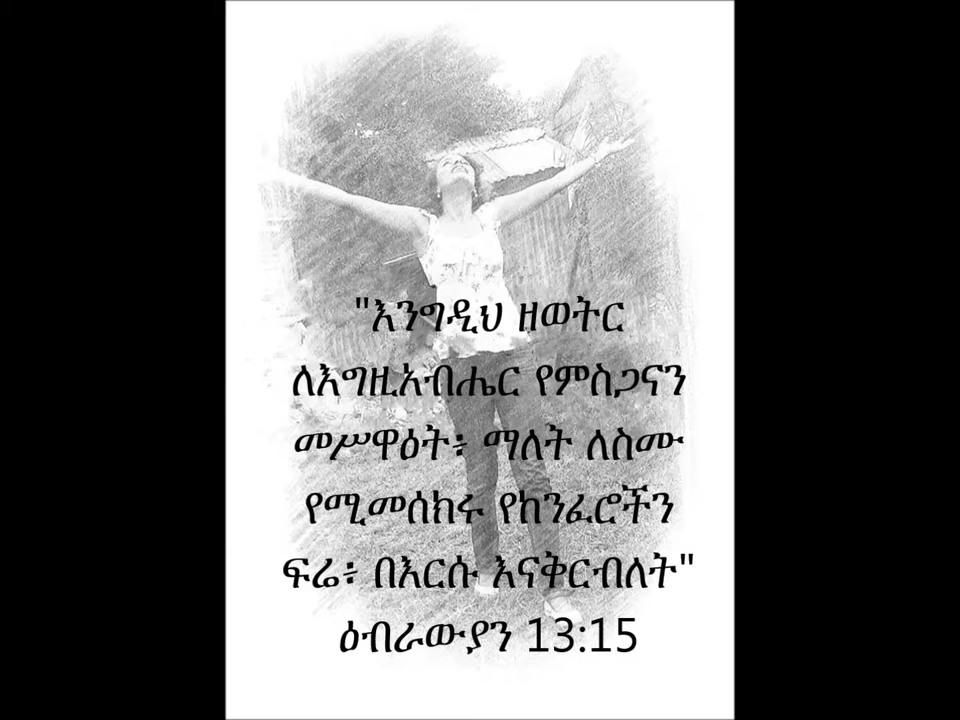 "እንግዲህ ዘወትር
ለእግዚአብሔር የምስጋናን
መሥዋዕት፥ ማለት ለስሙ
የሚመሰክሩ የከንፈሮችን
ፍሬ፥ በእርሱ እናቅርብለት"
ዕብራውያን 13:15